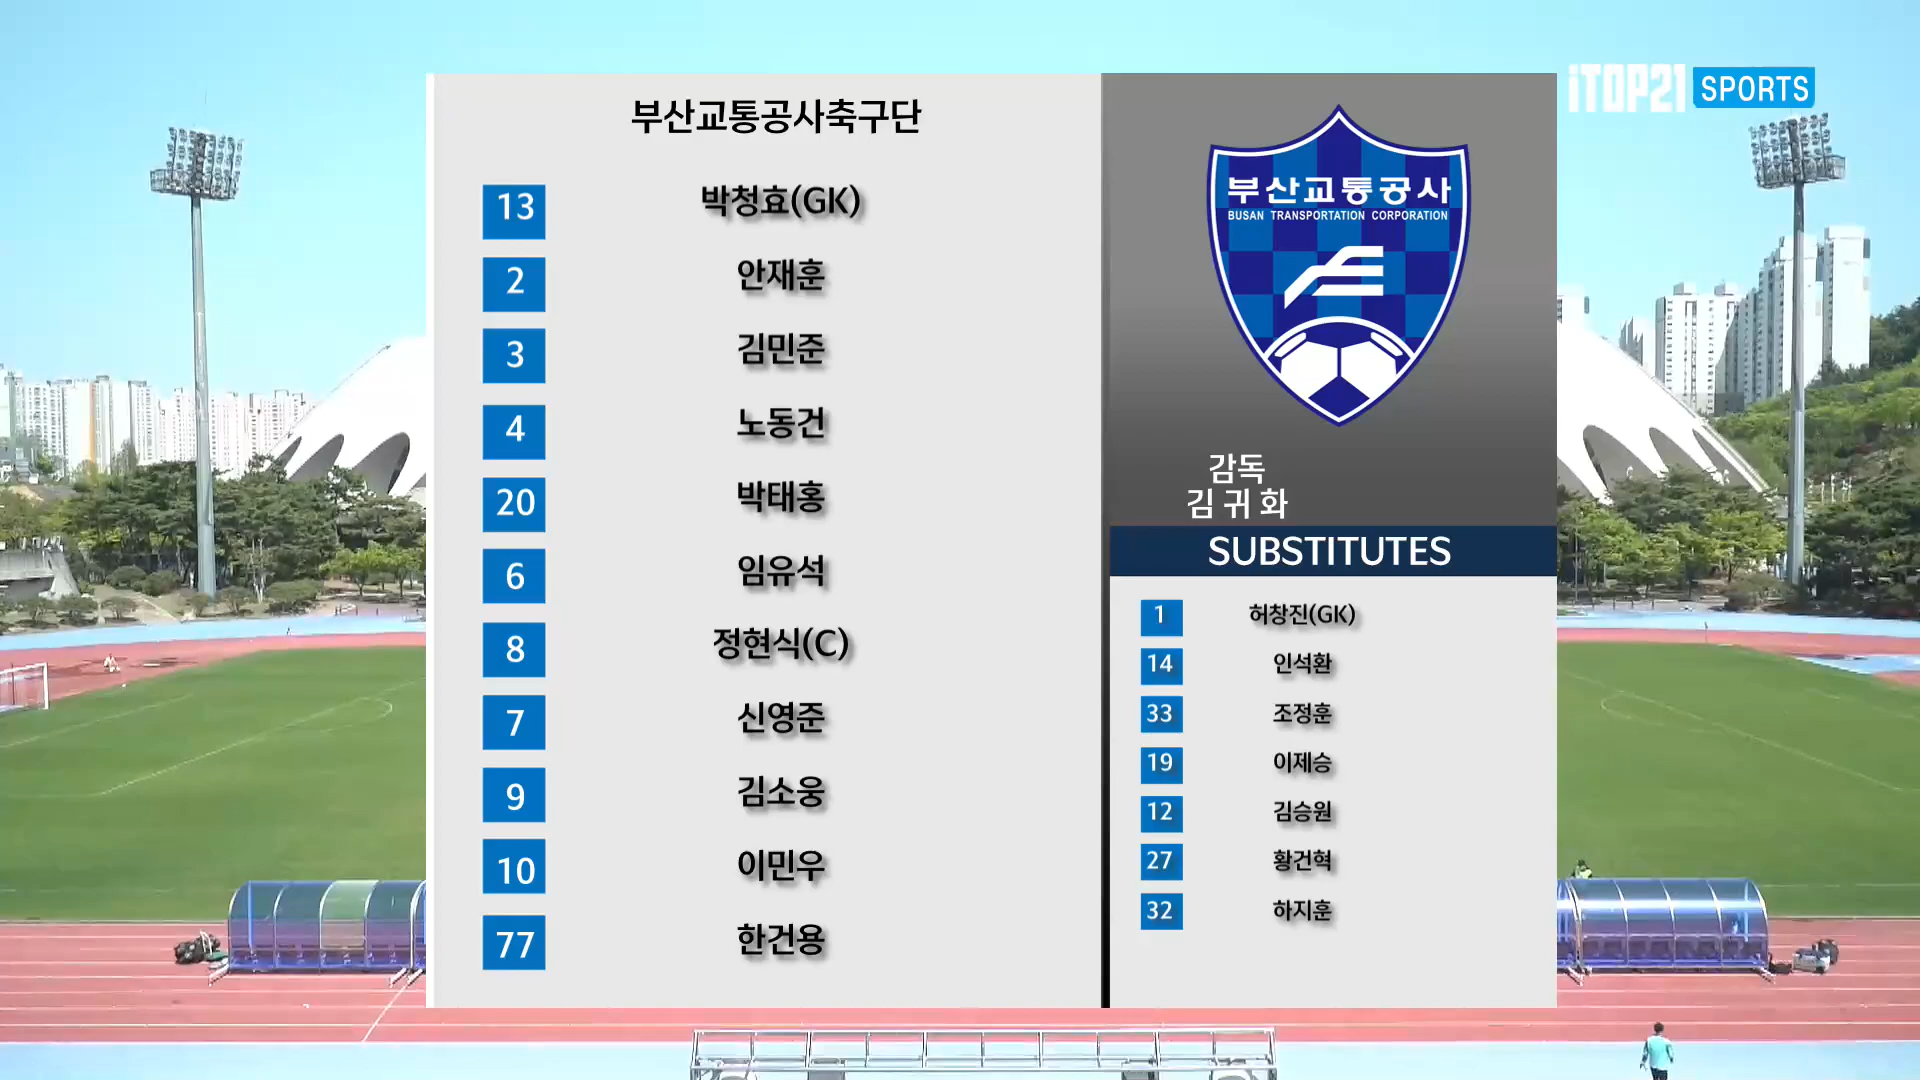 iTOP21 SPORTS
부산교통공사축구단
13 박청효(GK)
2 안재훈
3 김민준
4 노동건
20 박태홍
6 임유석
8 정현식(C)
7 신영준
9 김소웅
10 이민우
77 한건용
부산교통공사
BUSAN TRANSPORTATION CORPORATION
감독
김귀화
SUBSTITUTES
1 허창진(GK)
14 인석환
33 조정훈
19 이제승
12 김승원
27 황건혁
32 하지훈